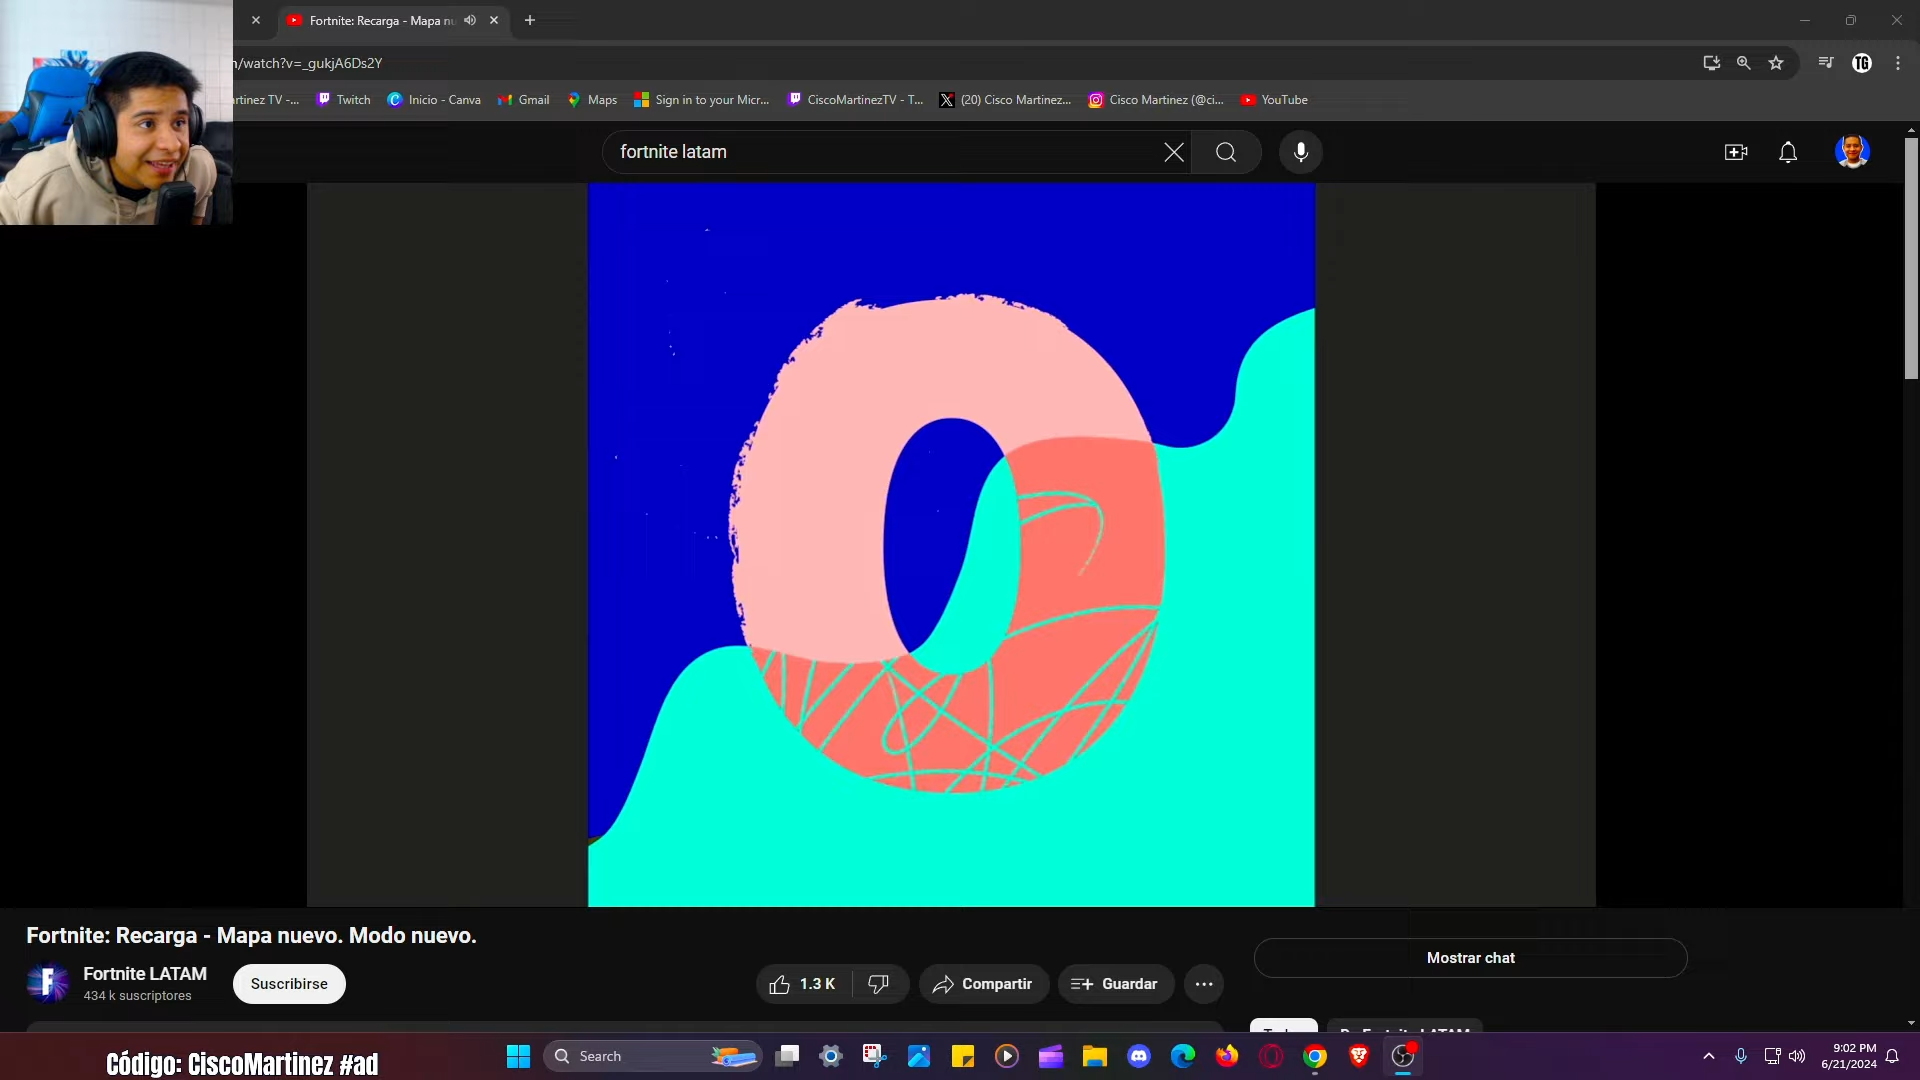 Fortnite: Recarga - Mapa nu
/watch?v=_gukjA6Ds2Y
TG
artinez TV -...
Twitch
Inicio - Canva
Gmail
Maps
Sign in to your Micr...
CiscoMartinezTV - T...
(20) Cisco Martinez...
Cisco Martinez (@ci...
YouTube
fortnite latam
O
Fortnite: Recarga - Mapa nuevo. Modo nuevo.
Fortnite LATAM
434 k suscriptores
Suscribirse
1.3 K
Compartir
Guardar
Mostrar chat
Código: CiscoMartinez #ad
Search
9:02 PM
6/21/2024